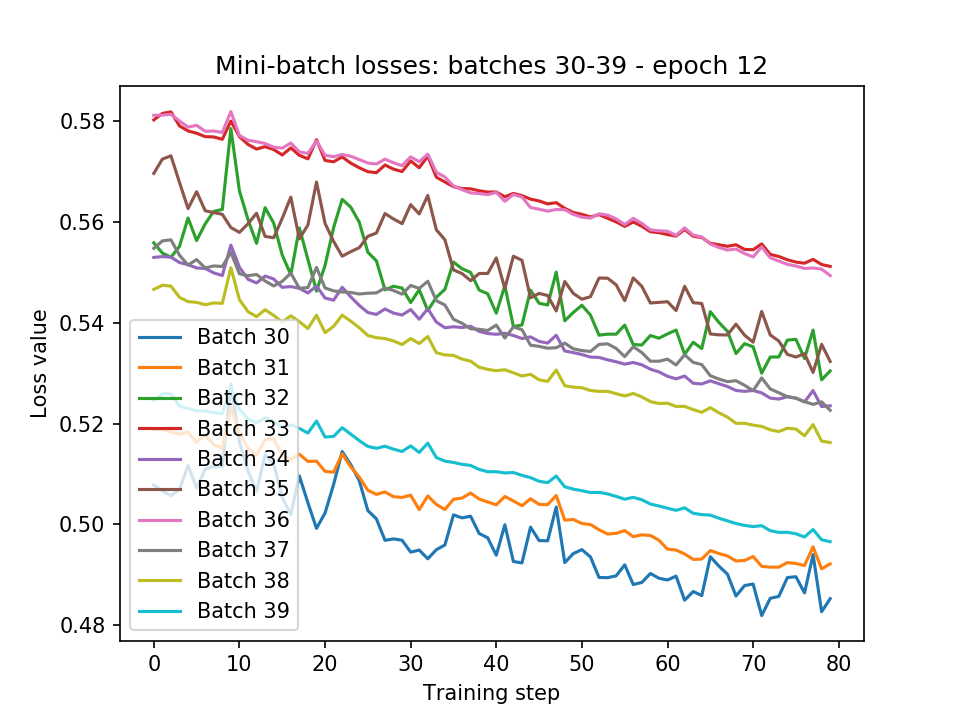 Mini-batch losses: batches 30-39 - epoch 12
Loss value
0.58
0.56
0.54
0.52
0.50
0.48
Batch 30
Batch 31
Batch 32
Batch 33
Batch 34
Batch 35
Batch 36
Batch 37
Batch 38
Batch 39
0 10 20 30 40 50 60 70 80
Training step